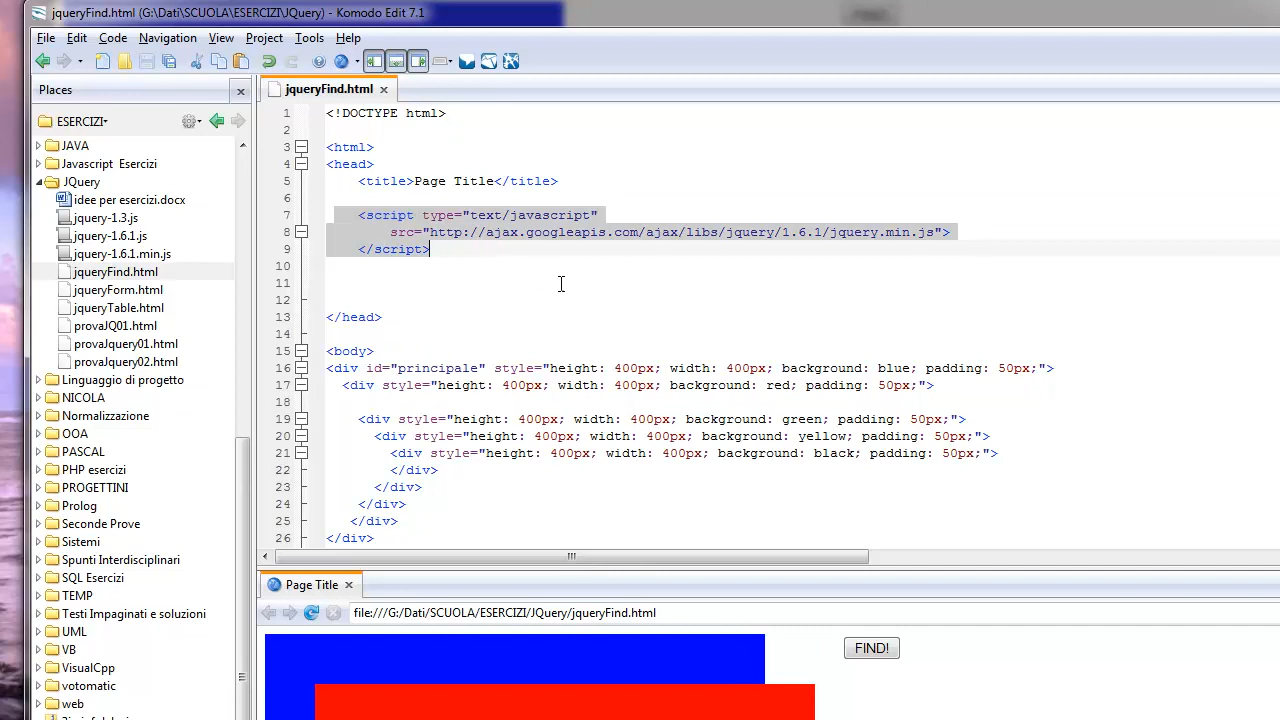 jqueryFind.html (G:\Dati\SCUOLA\ESERCIZI\JQuery) - Komodo Edit 7.1
File Edit Code Navigation View Project Tools Help
Places
ESERCIZI
JAVA
Javascript Esercizi
JQuery
idee per esercizi.docx
jquery-1.3.js
jquery-1.6.1.js
jquery-1.6.1.min.js
jqueryFind.html
jqueryForm.html
jqueryTable.html
provaJQ01.html
provaJquery01.html
provaJquery02.html
Linguaggio di progetto
NICOLA
Normalizzazione
OOA
PASCAL
PHP esercizi
PROGETTINI
Prolog
Seconde Prove
Sistemi
Spunti Interdisciplinari
SQL Esercizi
TEMP
Testi Impaginati e soluzioni
UML
VB
VisualCpp
votomatic
web
jqueryFind.html
1 <!DOCTYPE html>
2
3 <html>
4 <head>
5 <title>Page Title</title>
6
7 <script type="text/javascript"
8 src="http://ajax.googleapis.com/ajax/libs/jquery/1.6.1/jquery.min.js">
9 </script>
10
11
12
13 </head>
14
15 <body>
16 <div id="principale" style="height: 400px; width: 400px; background: blue; padding: 50px;">
17 <div style="height: 400px; width: 400px; background: red; padding: 50px;">
18
19 <div style="height: 400px; width: 400px; background: green; padding: 50px;">
20 <div style="height: 400px; width: 400px; background: yellow; padding: 50px;">
21 <div style="height: 400px; width: 400px; background: black; padding: 50px;">
22 </div>
23 </div>
24 </div>
25 </div>
26 </div>
Page Title
file:///G:/Dati/SCUOLA/ESERCIZI/JQuery/jqueryFind.html
FIND!